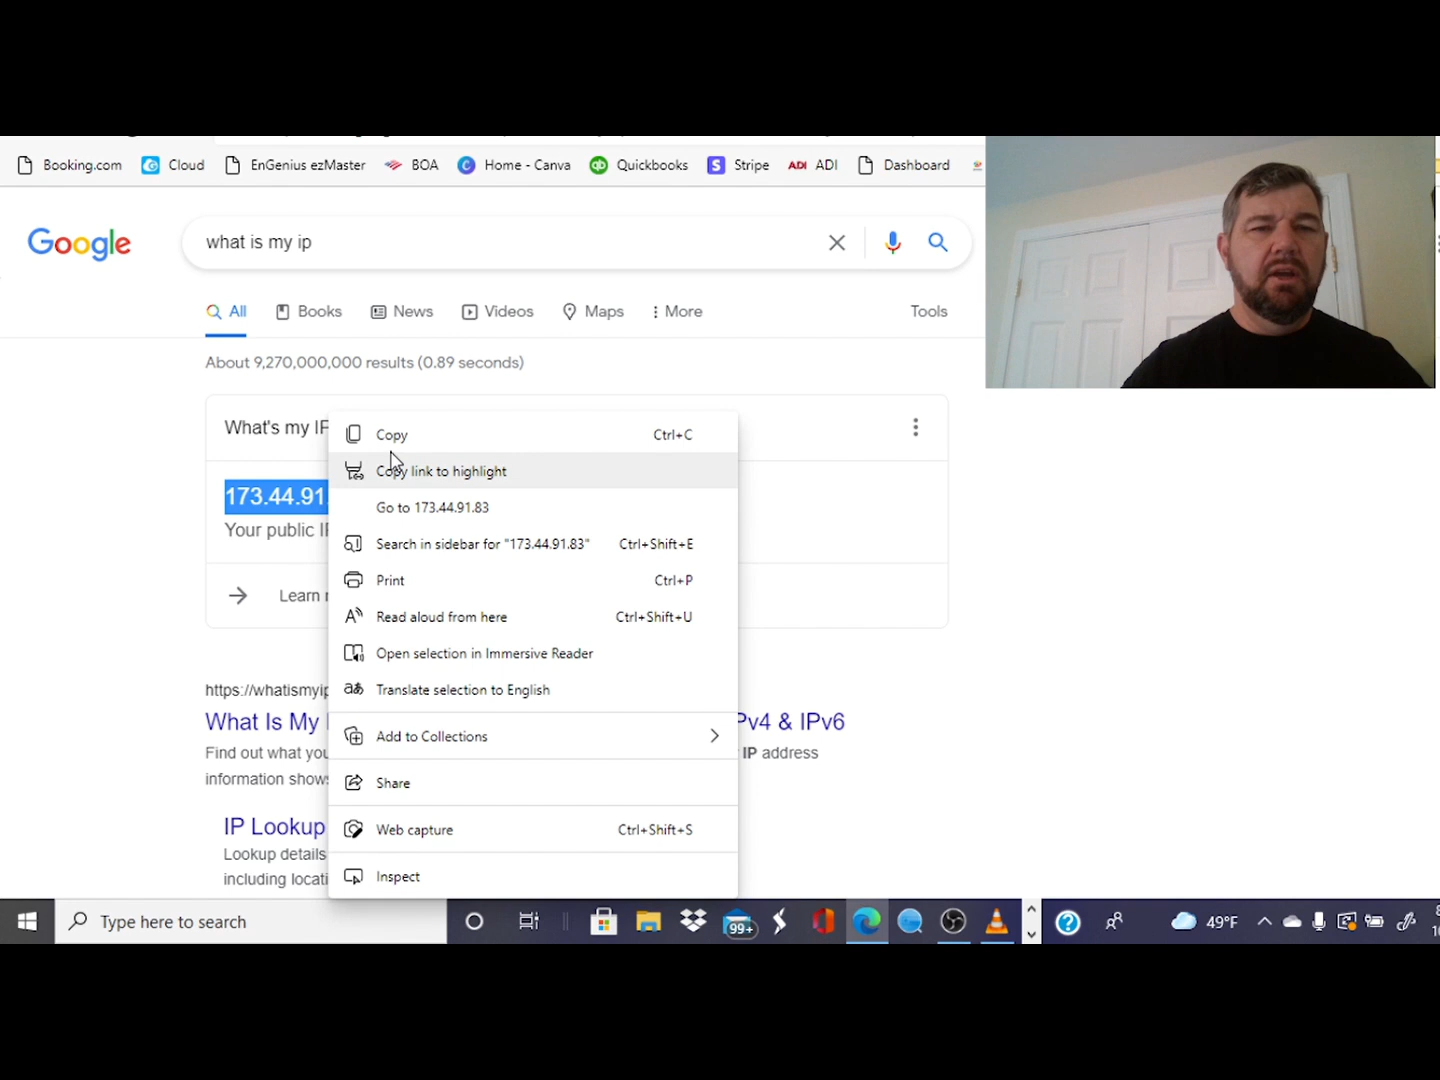 Booking.com Cloud EnGenius ezMaster BOA Home - Canva Quickbooks Stripe ADI ADI Dashboard
Google what is my ip
All Books News Videos Maps More Tools
About 9,270,000,000 results (0.89 seconds)
What's my IP
Copy Ctrl+C
Copy link to highlight
173.44.91.
Go to 173.44.91.83
Your public
Search in sidebar for "173.44.91.83" Ctrl+Shift+E
Print Ctrl+P
Learn
Read aloud from here Ctrl+Shift+U
Open selection in Immersive Reader
Translate selection to English
https://whatismyip
What Is My Pv4 & IPv6
Add to Collections
Find out what you IP address
information shows
Share
IP Lookup
Web capture Ctrl+Shift+S
Lookup details
including locati
Inspect
Type here to search 99+ 49°F